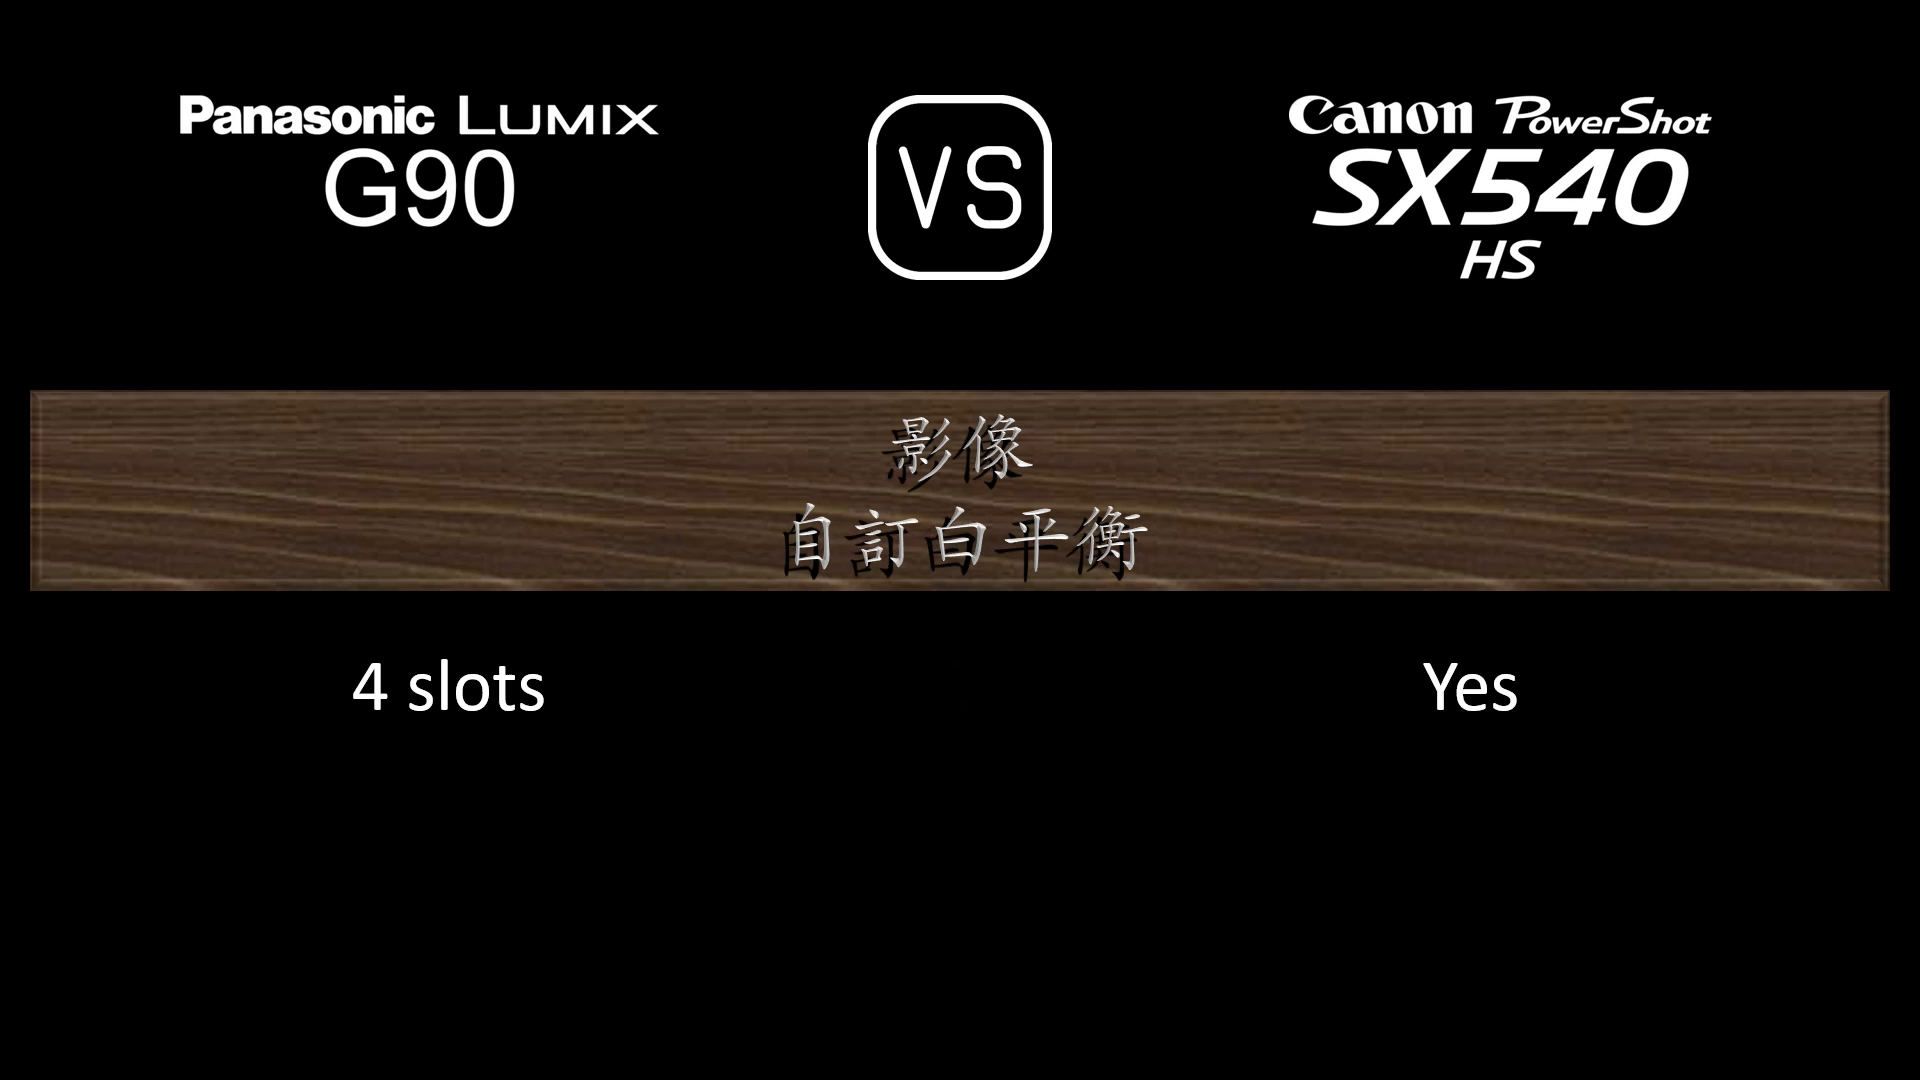 Panasonic LUMIX
G90
VS
Canon PowerShot
SX540
HS
影像
自訂白平衡
4 slots
Yes